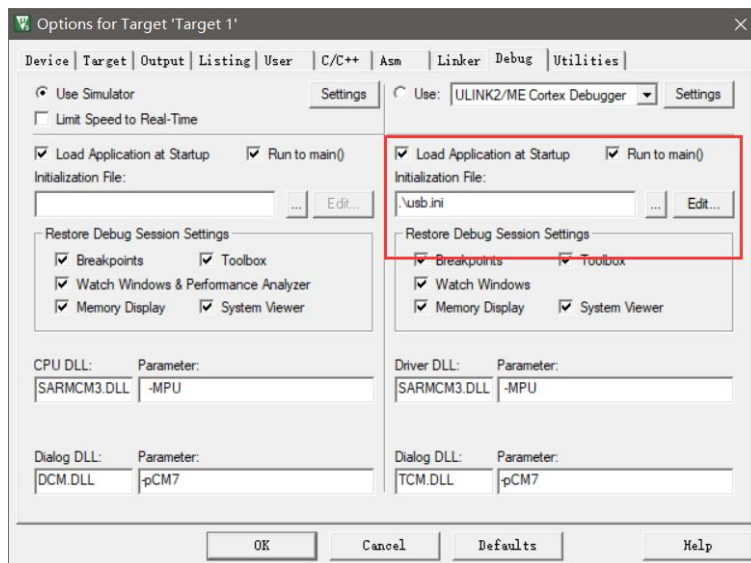 Options for Target 'Target 1'
Device Target Output Listing User C/C++ Asm Linker Debug Utilities
Use Simulator Settings
Limit Speed to Real-Time
Use: ULINK2/ME Cortex Debugger Settings
Load Application at Startup Run to main()
Initialization File:
... Edit...
Restore Debug Session Settings
Breakpoints Toolbox
Watch Windows & Performance Analyzer
Memory Display System Viewer
CPU DLL: Parameter:
SARMCM3.DLL -MPU
Dialog DLL: Parameter:
DCM.DLL -pCM7
Load Application at Startup Run to main()
Initialization File:
.\usb.ini ... Edit...
Restore Debug Session Settings
Breakpoints Toolbox
Watch Windows
Memory Display System Viewer
Driver DLL: Parameter:
SARMCM3.DLL -MPU
Dialog DLL: Parameter:
TCM.DLL -pCM7
OK Cancel Defaults Help